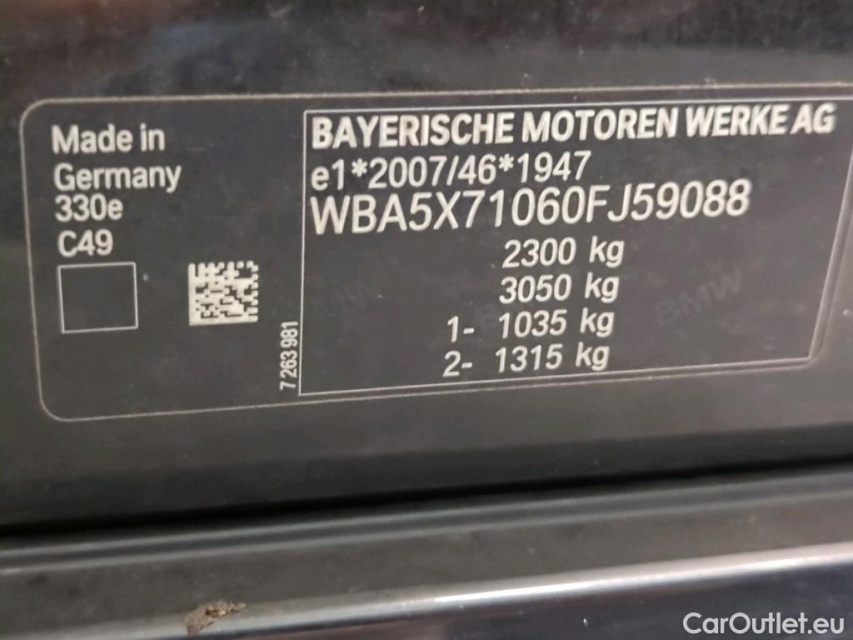 Made in
Germany
330e
C49
7 263 981
BAYERISCHE MOTOREN WERKE AG
e1*2007/46*1947
WBA5X71060FJ59088
2300 kg
3050 kg
1- 1035 kg
2- 1315 kg
BMW
CarOutlet.eu